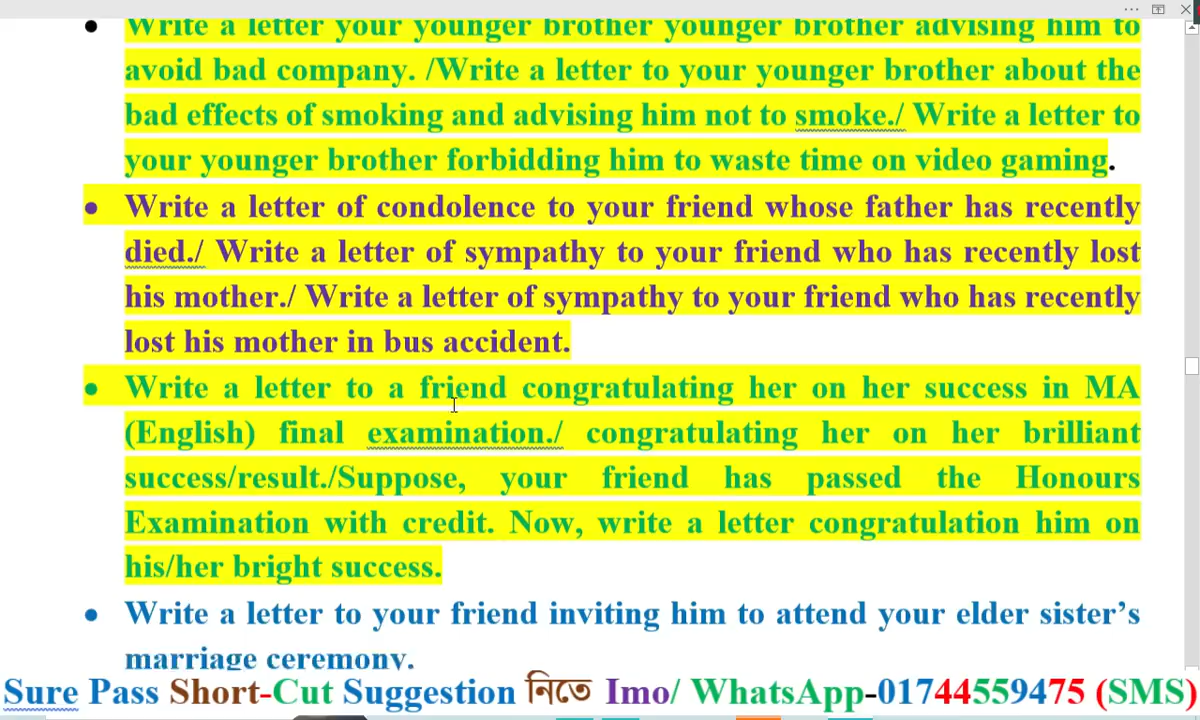 Write a letter your younger brother younger brother advising him to
avoid bad company. /Write a letter to your younger brother about the
bad effects of smoking and advising him not to smoke./ Write a letter to
your younger brother forbidding him to waste time on video gaming.
Write a letter of condolence to your friend whose father has recently
died./ Write a letter of sympathy to your friend who has recently lost
his mother./ Write a letter of sympathy to your friend who has recently
lost his mother in bus accident.
Write a letter to a friend congratulating her on her success in MA
(English) final examination./ congratulating her on her brilliant
success/result./Suppose, your friend has passed the Honours
Examination with credit. Now, write a letter congratulation him on
his/her bright success.
Write a letter to your friend inviting him to attend your elder sister’s
marriage ceremony.
Sure Pass Short-Cut Suggestion নিতে Imo/ WhatsApp-01744559475 (SMS)